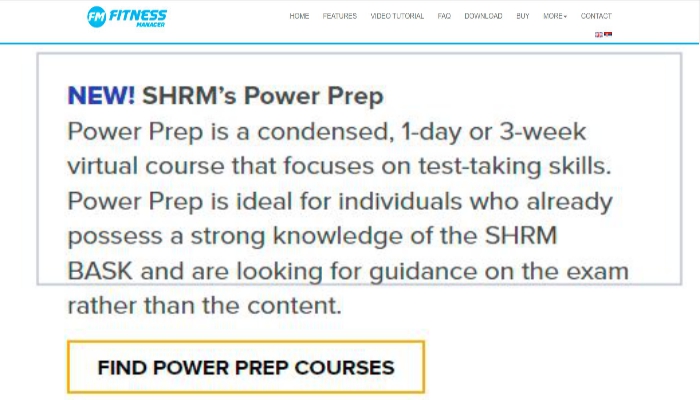 FM FITNESS
MANAGER
HOME FEATURES VIDEO TUTORIAL FAQ DOWNLOAD BUY MORE CONTACT
NEW! SHRM's Power Prep
Power Prep is a condensed, 1-day or 3-week
virtual course that focuses on test-taking skills.
Power Prep is ideal for individuals who already
possess a strong knowledge of the SHRM
BASK and are looking for guidance on the exam
rather than the content.
FIND POWER PREP COURSES